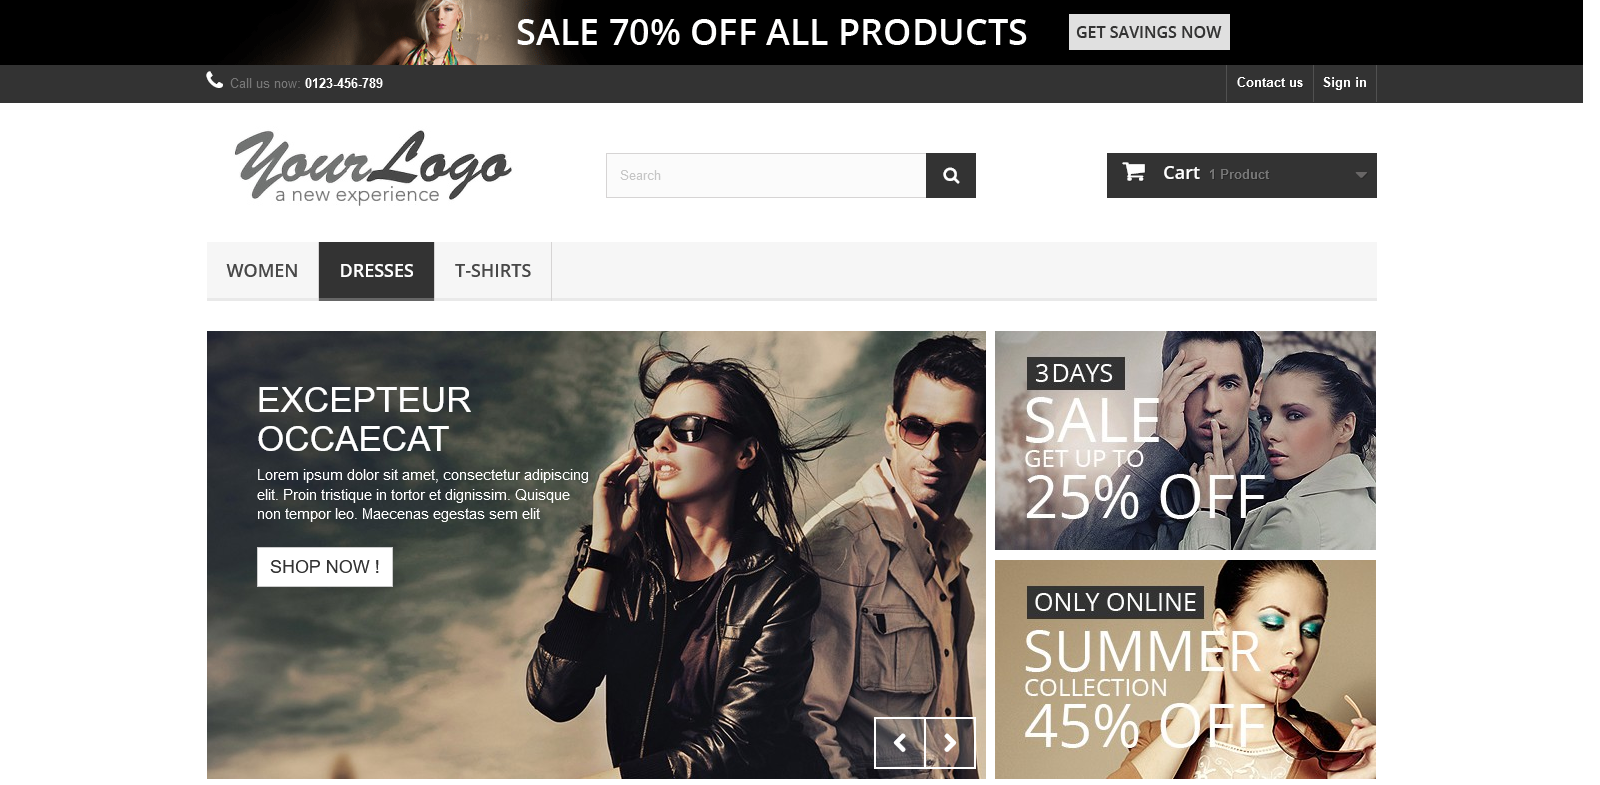 SALE 70% OFF ALL PRODUCTS
GET SAVINGS NOW
Call us now: 0123-456-789
Contact us
Sign in
YourLogo
a new experience
Search
Cart 1 Product
WOMEN
DRESSES
T-SHIRTS
EXCEPTEUR
OCCAECAT
Lorem ipsum dolor sit amet, consectetur adipiscing
elit. Proin tristique in tortor et dignissim. Quisque
non tempor leo. Maecenas egestas sem elit
SHOP NOW !
3 DAYS
SALE
GET UP TO
25% OFF
ONLY ONLINE
SUMMER
COLLECTION
45% OFF